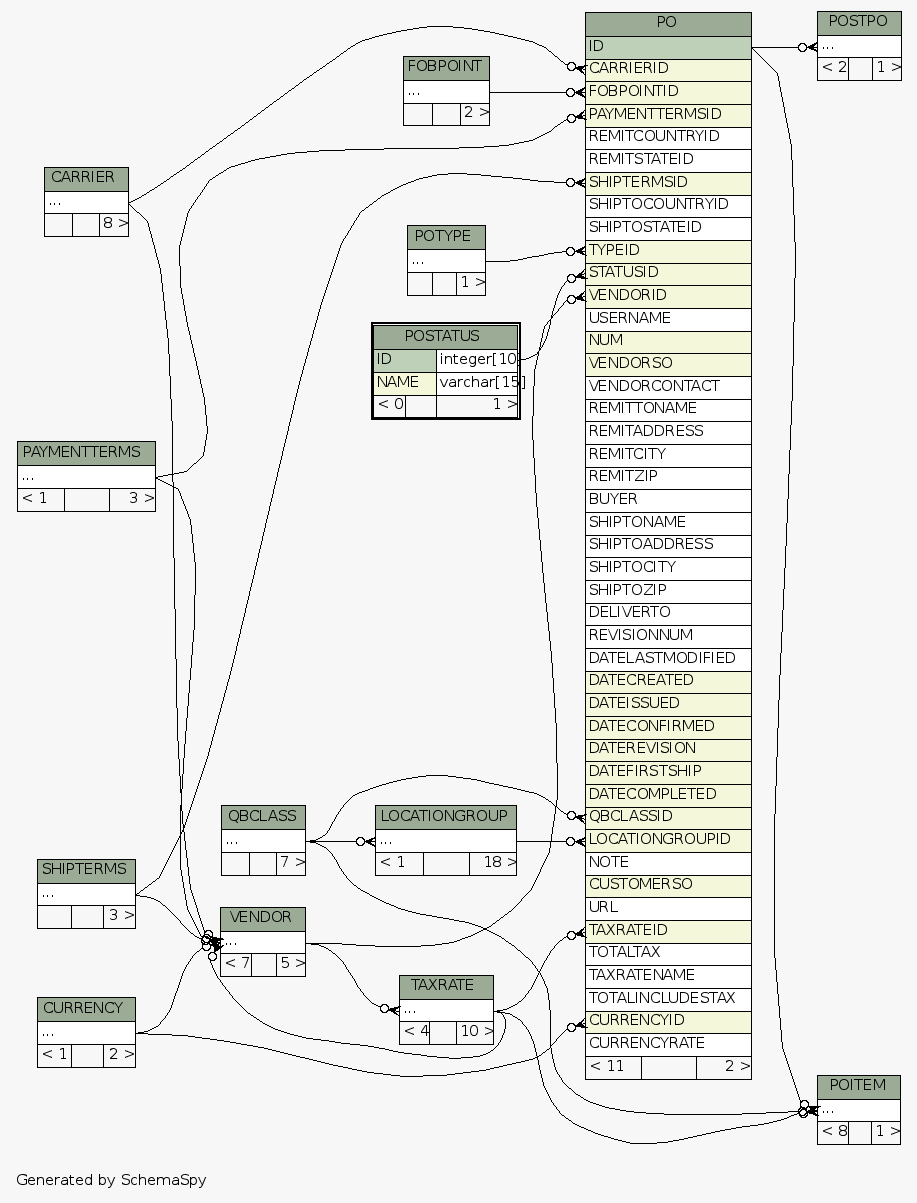 PO
ID
CARRIERID
FOBPOINTID
PAYMENTTERMSID
REMITCOUNTRYID
REMITSTATEID
SHIPTERMSID
SHIPTOCOUNTRYID
SHIPTOSTATEID
TYPEID
STATUSID
VENDORID
USERNAME
NUM
VENDORSO
VENDORCONTACT
REMITTONAME
REMITADDRESS
REMITCITY
REMITZIP
BUYER
SHIPTONAME
SHIPTOADDRESS
SHIPTOCITY
SHIPTOZIP
DELIVERTO
REVISIONNUM
DATELASTMODIFIED
DATECREATED
DATEISSUED
DATECONFIRMED
DATEREVISION
DATEFIRSTSHIP
DATECOMPLETED
QBCLASSID
LOCATIONGROUPID
NOTE
CUSTOMERSO
URL
TAXRATEID
TOTALTAX
TAXRATENAME
TOTALINCLUDESTAX
CURRENCYID
CURRENCYRATE
< 11 2 >
POSTPO
...
< 2 1 >
FOBPOINT
...
2 >
CARRIER
...
8 >
POTYPE
...
1 >
POSTATUS
ID integer[10]
NAME varchar[15]
< 0 1 >
PAYMENTTERMS
...
< 1 3 >
QBCLASS
...
7 >
LOCATIONGROUP
...
< 1 18 >
SHIPTERMS
...
3 >
VENDOR
...
< 7 5 >
TAXRATE
...
< 4 10 >
CURRENCY
...
< 1 2 >
POITEM
...
< 8 1 >
Generated by SchemaSpy